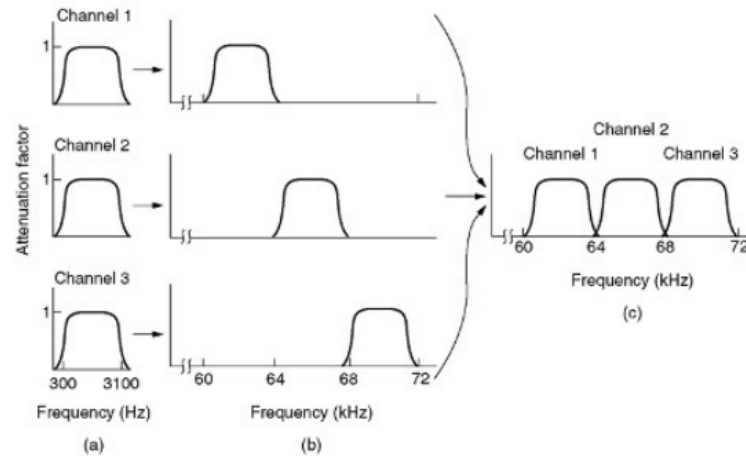 Channel 1
1
Channel 2
Attenuation factor
1
Channel 3
1
300 3100
Frequency (Hz)
(a)
60 64 68 72
Frequency (kHz)
(b)
Channel 2
Channel 1 Channel 3
60 64 68 72
Frequency (kHz)
(c)